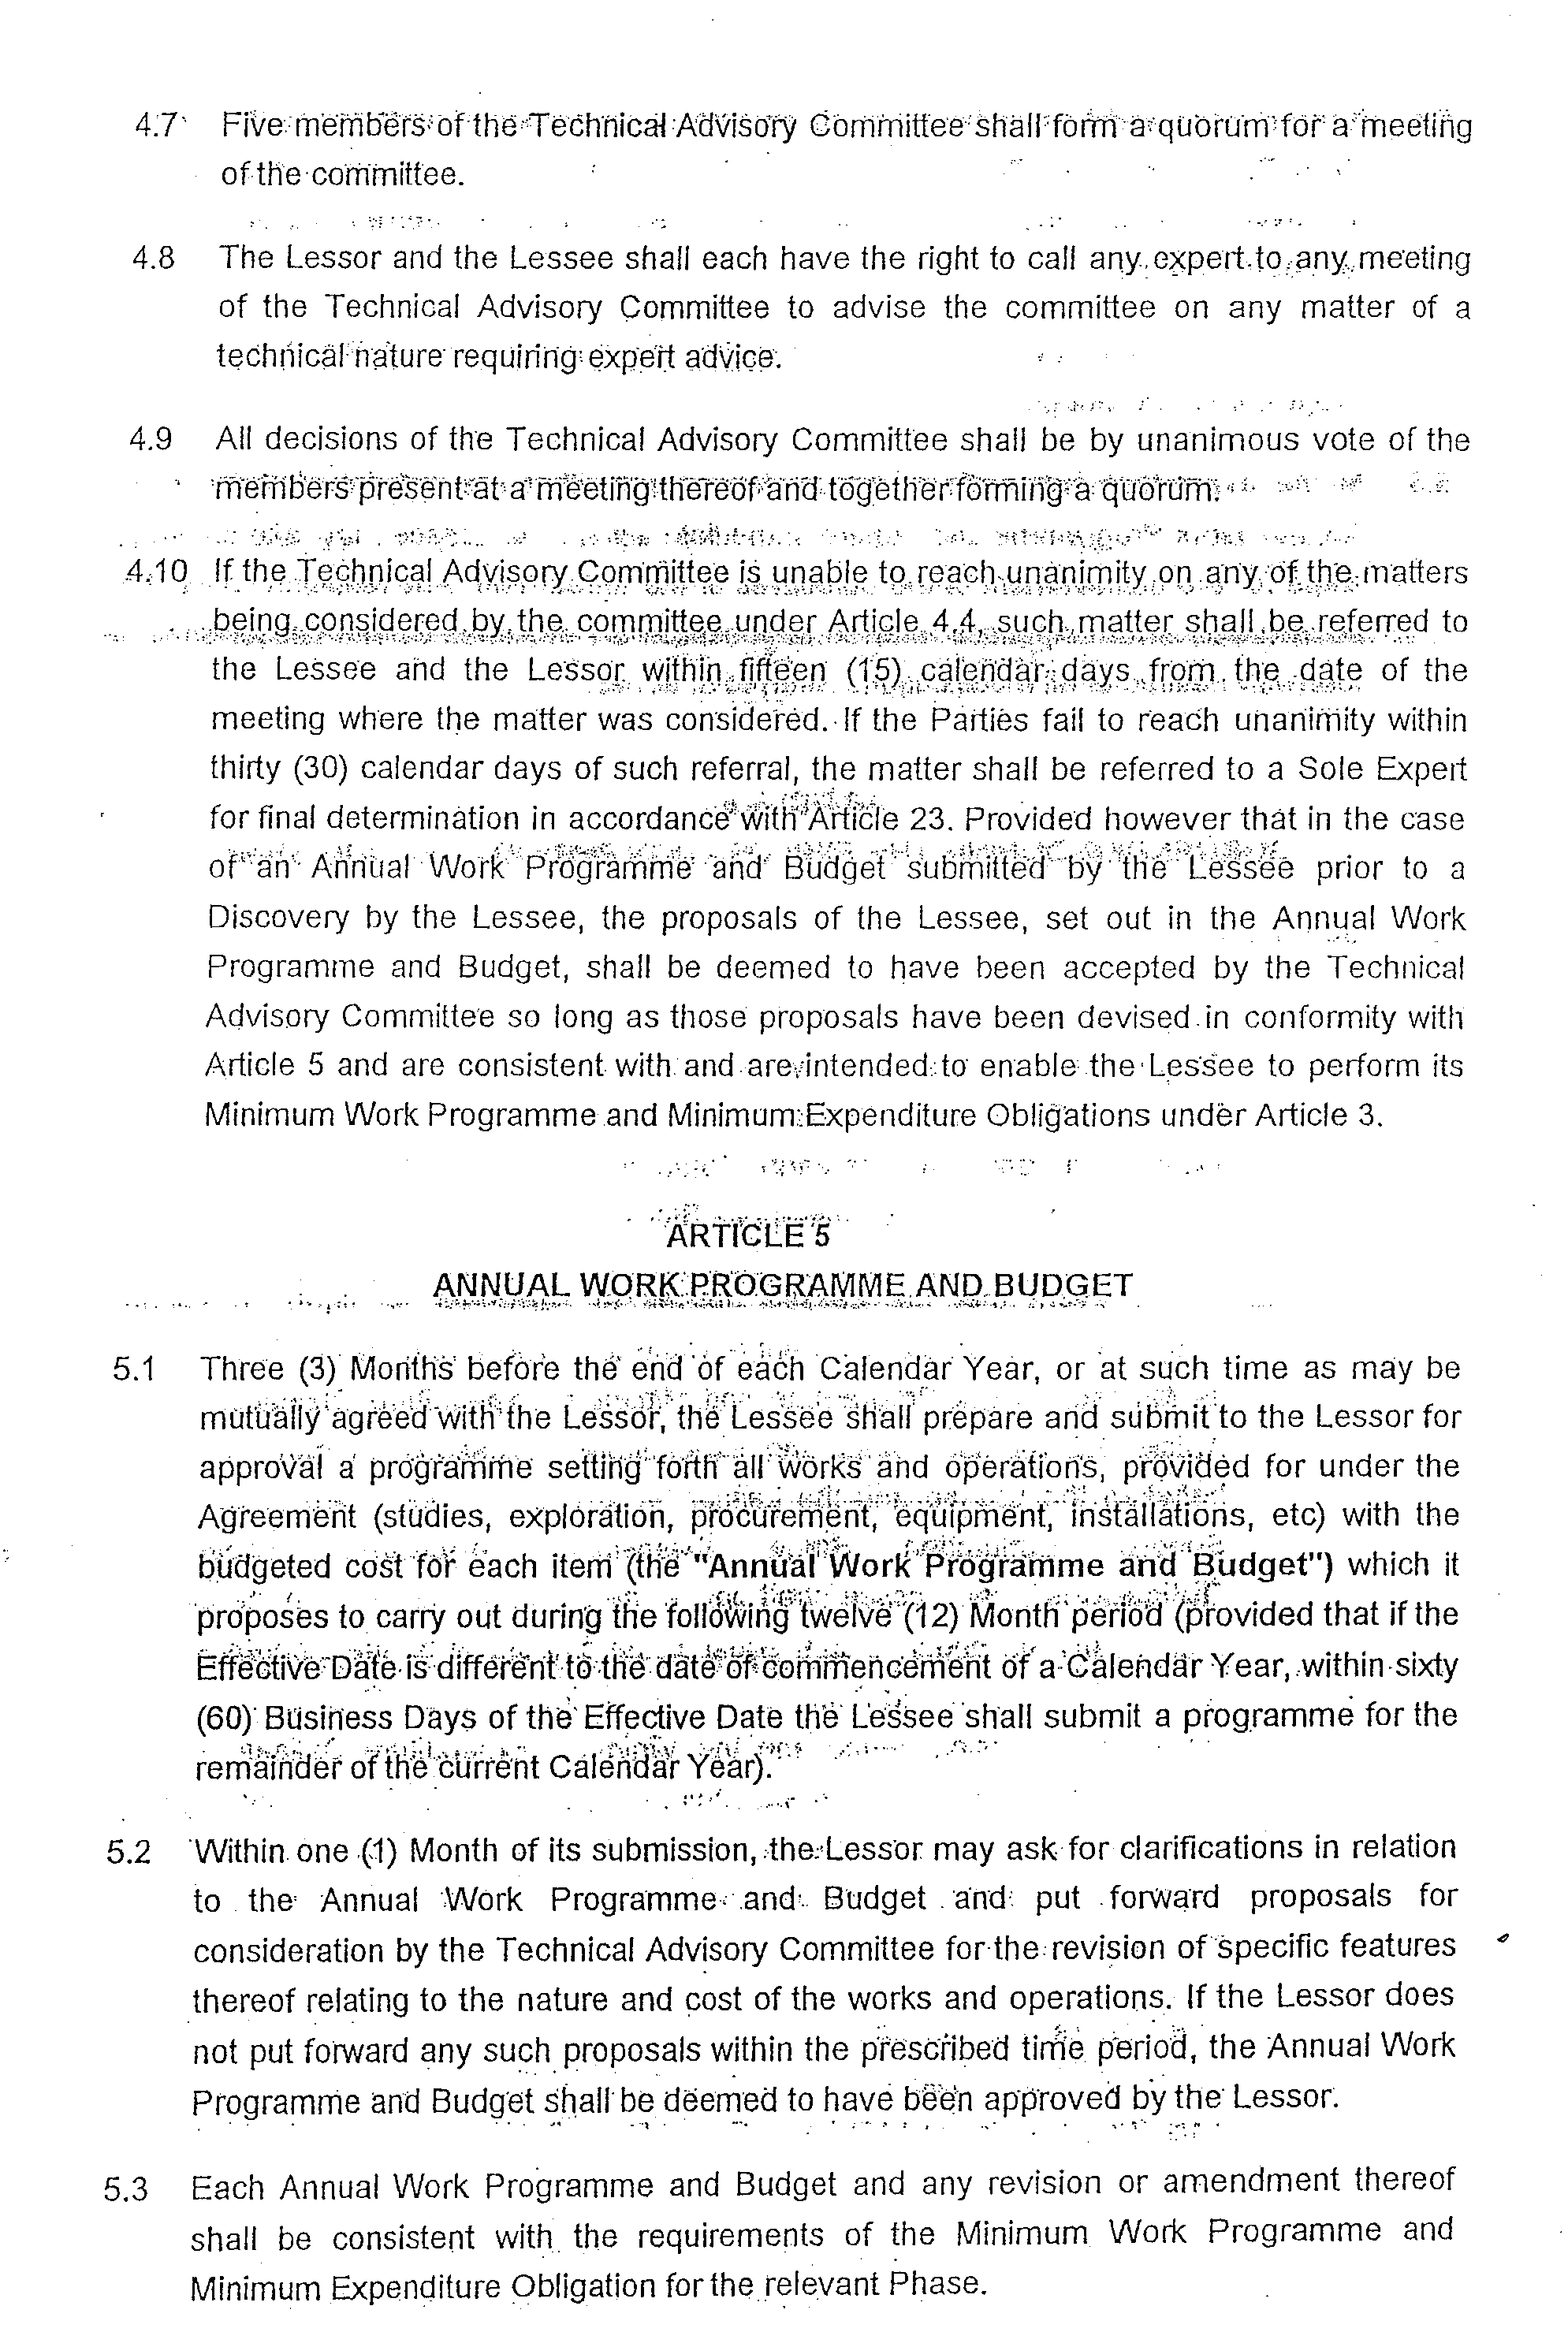 4.7 Five members of the Technical Advisory Committee shall form a quorum for a meeting
of the committee.
4.8 The Lessor and the Lessee shall each have the right to call any expert to any meeting
of the Technical Advisory Committee to advise the committee on any matter of a
technical nature requiring expert advice.
4.9 All decisions of the Technical Advisory Committee shall be by unanimous vote of the
members present at a meeting thereof and together forming a quorum.
4.10 If the Technical Advisory Committee is unable to reach unanimity on any of the matters
being considered by the committee under Article 4.4, such matter shall be referred to
the Lessee and the Lessor within fifteen (15) calendar days from the date of the
meeting where the matter was considered. If the Parties fail to reach unanimity within
thirty (30) calendar days of such referral, the matter shall be referred to a Sole Expert
for final determination in accordance with Article 23. Provided however that in the case
of an Annual Work Programme and Budget submitted by the Lessee prior to a
Discovery by the Lessee, the proposals of the Lessee, set out in the Annual Work
Programme and Budget, shall be deemed to have been accepted by the Technical
Advisory Committee so long as those proposals have been devised in conformity with
Article 5 and are consistent with and are intended to enable the Lessee to perform its
Minimum Work Programme and Minimum Expenditure Obligations under Article 3.
ARTICLE 5
ANNUAL WORK PROGRAMME AND BUDGET
5.1 Three (3) Months before the end of each Calendar Year, or at such time as may be
mutually agreed with the Lessor, the Lessee shall prepare and submit to the Lessor for
approval a programme setting forth all works and operations, provided for under the
Agreement (studies, exploration, procurement, equipment, installations, etc) with the
budgeted cost for each item (the "Annual Work Programme and Budget") which it
proposes to carry out during the following twelve (12) Month period (provided that if the
Effective Date is different to the date of commencement of a Calendar Year, within sixty
(60) Business Days of the Effective Date the Lessee shall submit a programme for the
remainder of the current Calendar Year).
5.2 Within one (1) Month of its submission, the Lessor may ask for clarifications in relation
to the Annual Work Programme and Budget and put forward proposals for
consideration by the Technical Advisory Committee for the revision of specific features
thereof relating to the nature and cost of the works and operations. If the Lessor does
not put forward any such proposals within the prescribed time period, the Annual Work
Programme and Budget shall be deemed to have been approved by the Lessor.
5.3 Each Annual Work Programme and Budget and any revision or amendment thereof
shall be consistent with the requirements of the Minimum Work Programme and
Minimum Expenditure Obligation for the relevant Phase.